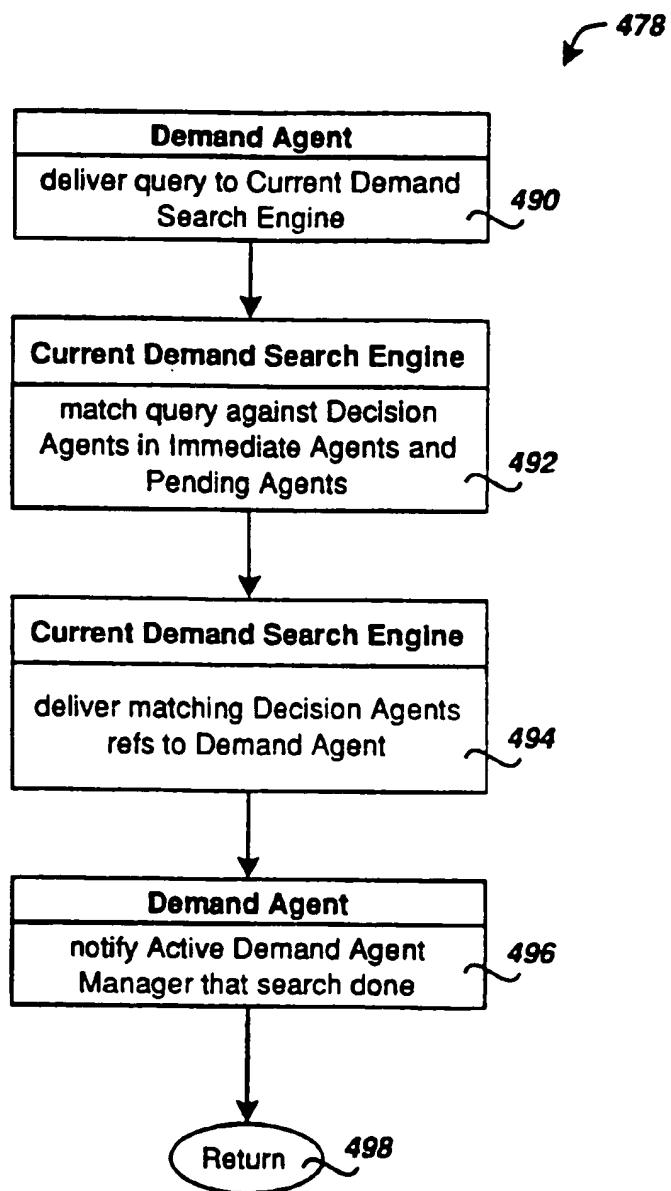 478
Demand Agent
deliver query to Current Demand
Search Engine
490
Current Demand Search Engine
match query against Decision
Agents in Immediate Agents and
Pending Agents
492
Current Demand Search Engine
deliver matching Decision Agents
refs to Demand Agent
494
Demand Agent
notify Active Demand Agent
Manager that search done
496
Return
498